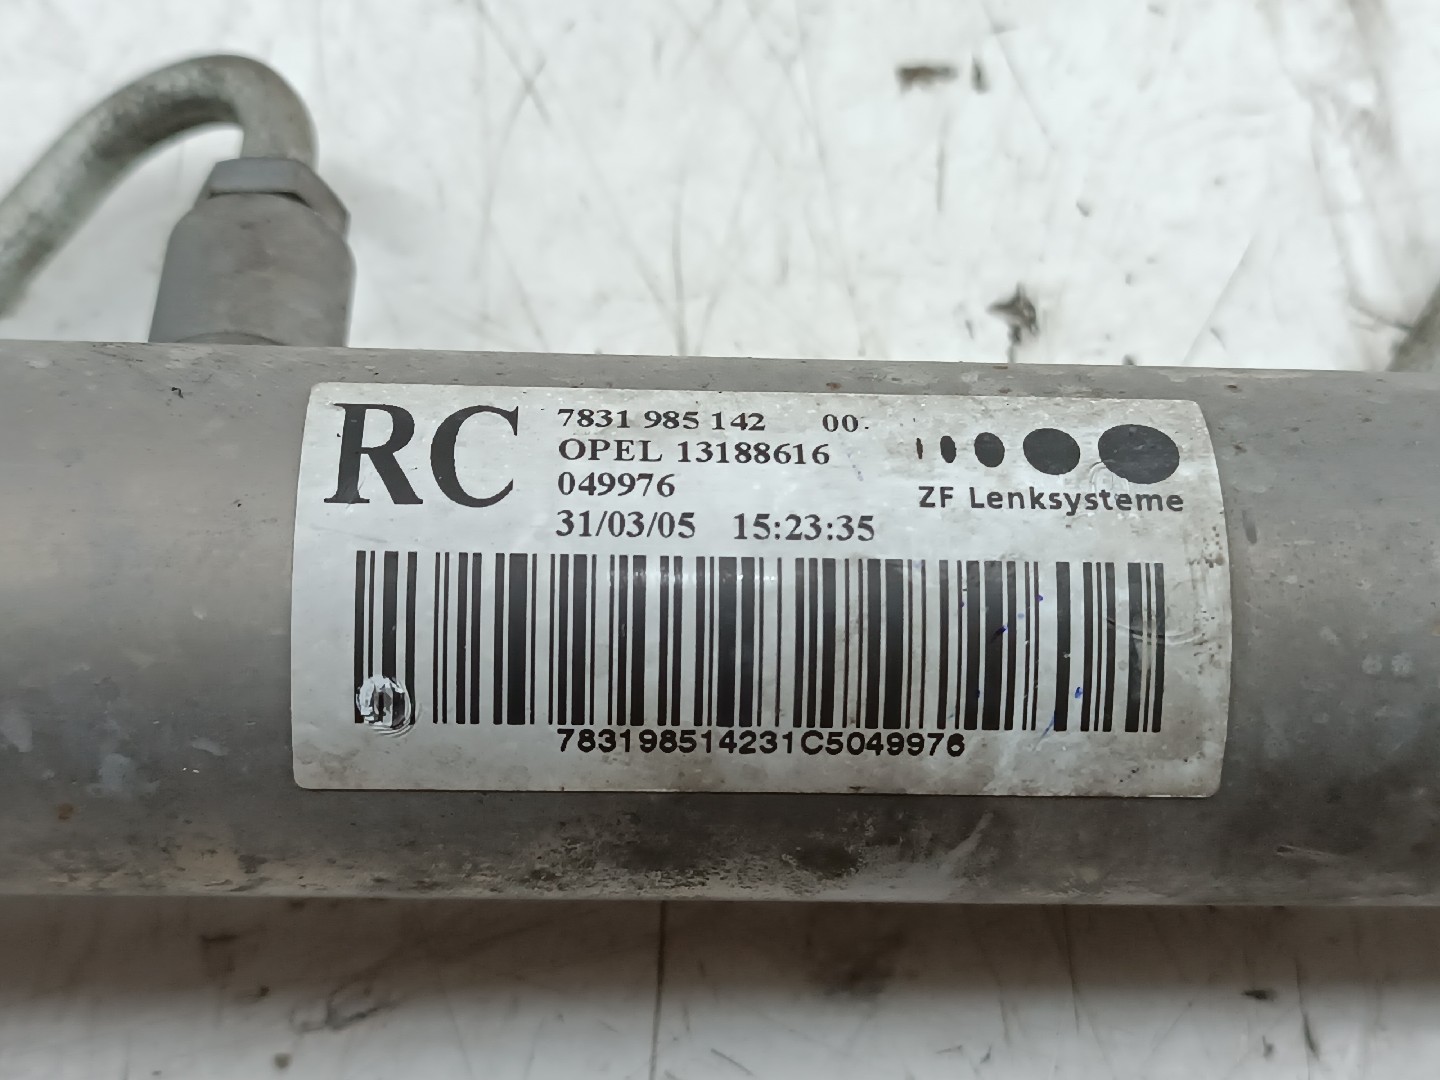 RC
7831 985 142 00
OPEL 13188616
049976
31/03/05 15:23:35
ZF Lenksysteme
783198514231C5049976